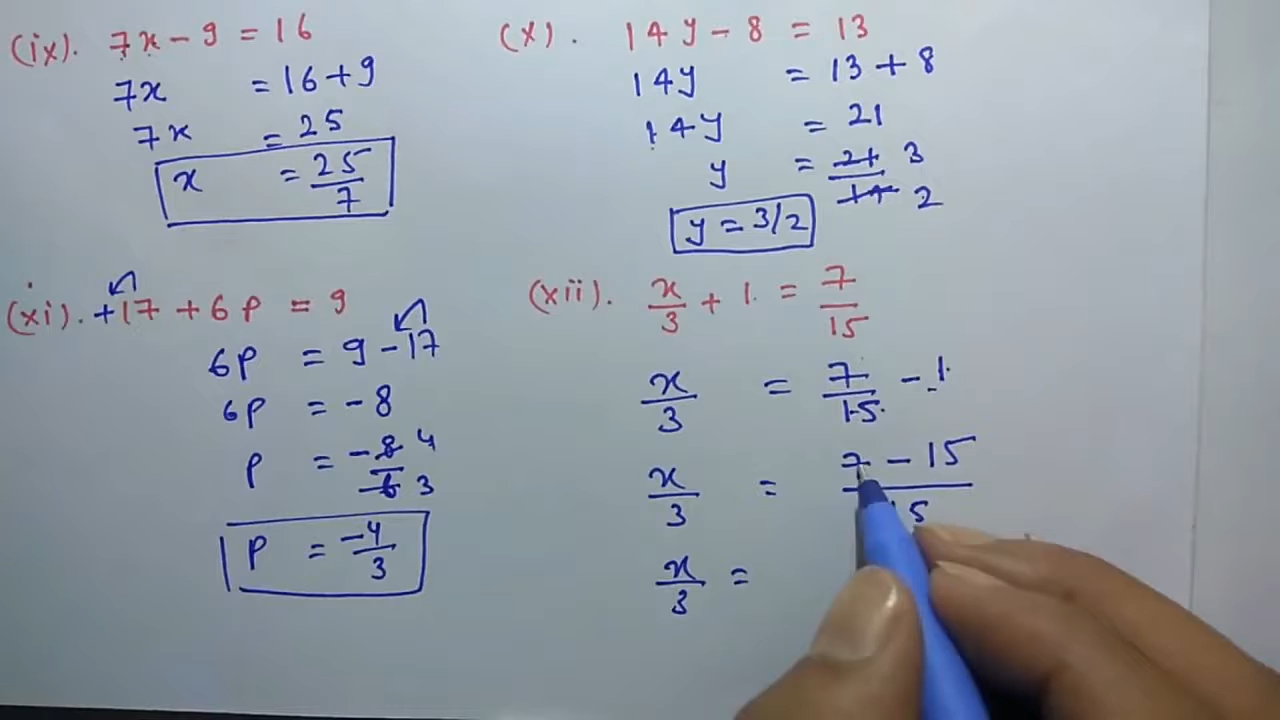 (ix). 7x - 9 = 16
7x = 16 + 9
7x = 25
x = 25/7
(x). 14y - 8 = 13
14y = 13 + 8
14y = 21
y = 21/14 3 2
y = 3/2
(xi). +17 + 6p = 9
6p = 9 - 17
6p = -8
p = -8/6 4 3
p = -4/3
(xii). x/3 + 1 = 7/15
x/3 = 7/15 - 1
x/3 = 7 - 15/15
x/3 =